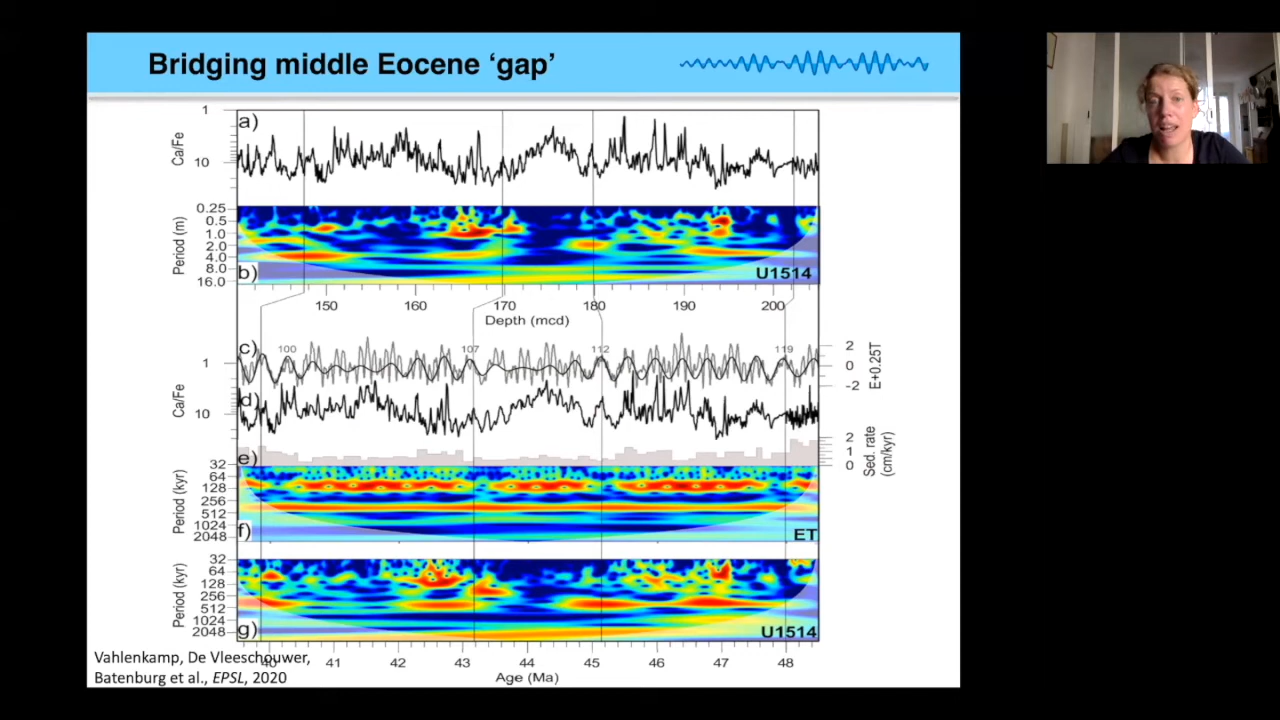 Bridging middle Eocene ‘gap’
a)
1
10
Ca/Fe
b)
0.25
0.5
1.0
2.0
4.0
8.0
16.0
Period (m)
U1514
150 160 170 180 190 200
Depth (mcd)
c)
100 107 112 119
2
0
-2
E+0.25T
1
10
Ca/Fe
d)
e)
2
1
0
Sed. rate
(cm/kyr)
32
64
128
256
512
1024
2048
Period (kyr)
f)
ET
32
64
128
256
512
1024
2048
Period (kyr)
g)
U1514
40 41 42 43 44 45 46 47 48
Age (Ma)
Vahlenkamp, De Vleeschouwer,
Batenburg et al., EPSL, 2020